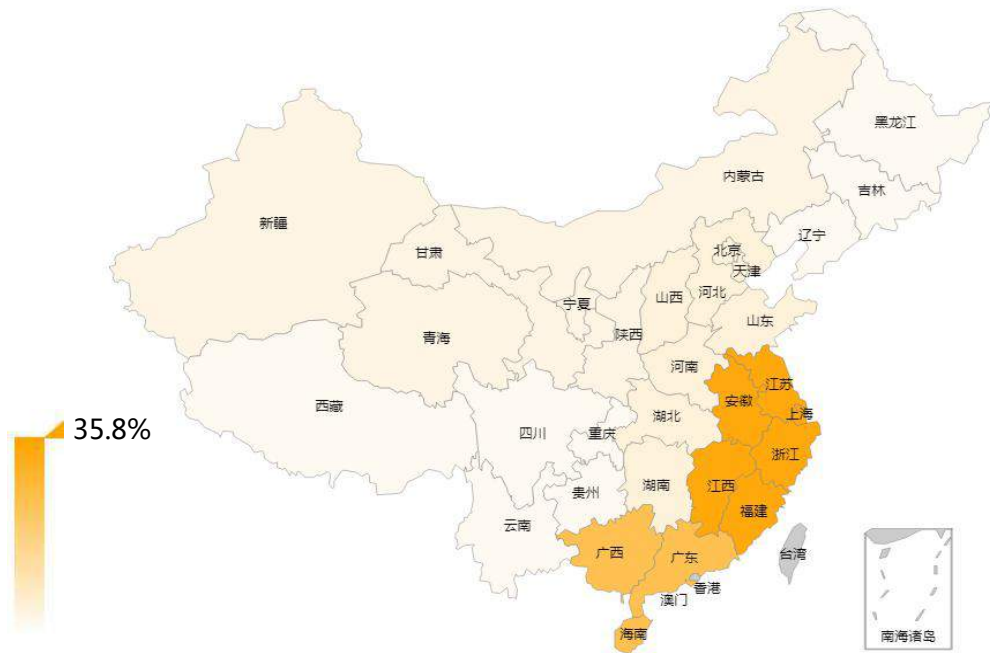 黑龙江
内蒙古
吉林
新疆
辽宁
北京
甘肃
天津
河北
山西
宁夏
山东
陕西
青海
河南
江苏
安徽
西藏
上海
湖北
35.8%
四川
重庆
浙江
湖南
江西
贵州
福建
云南
广西
广东
台湾
香港
澳门
海南
南海诸岛